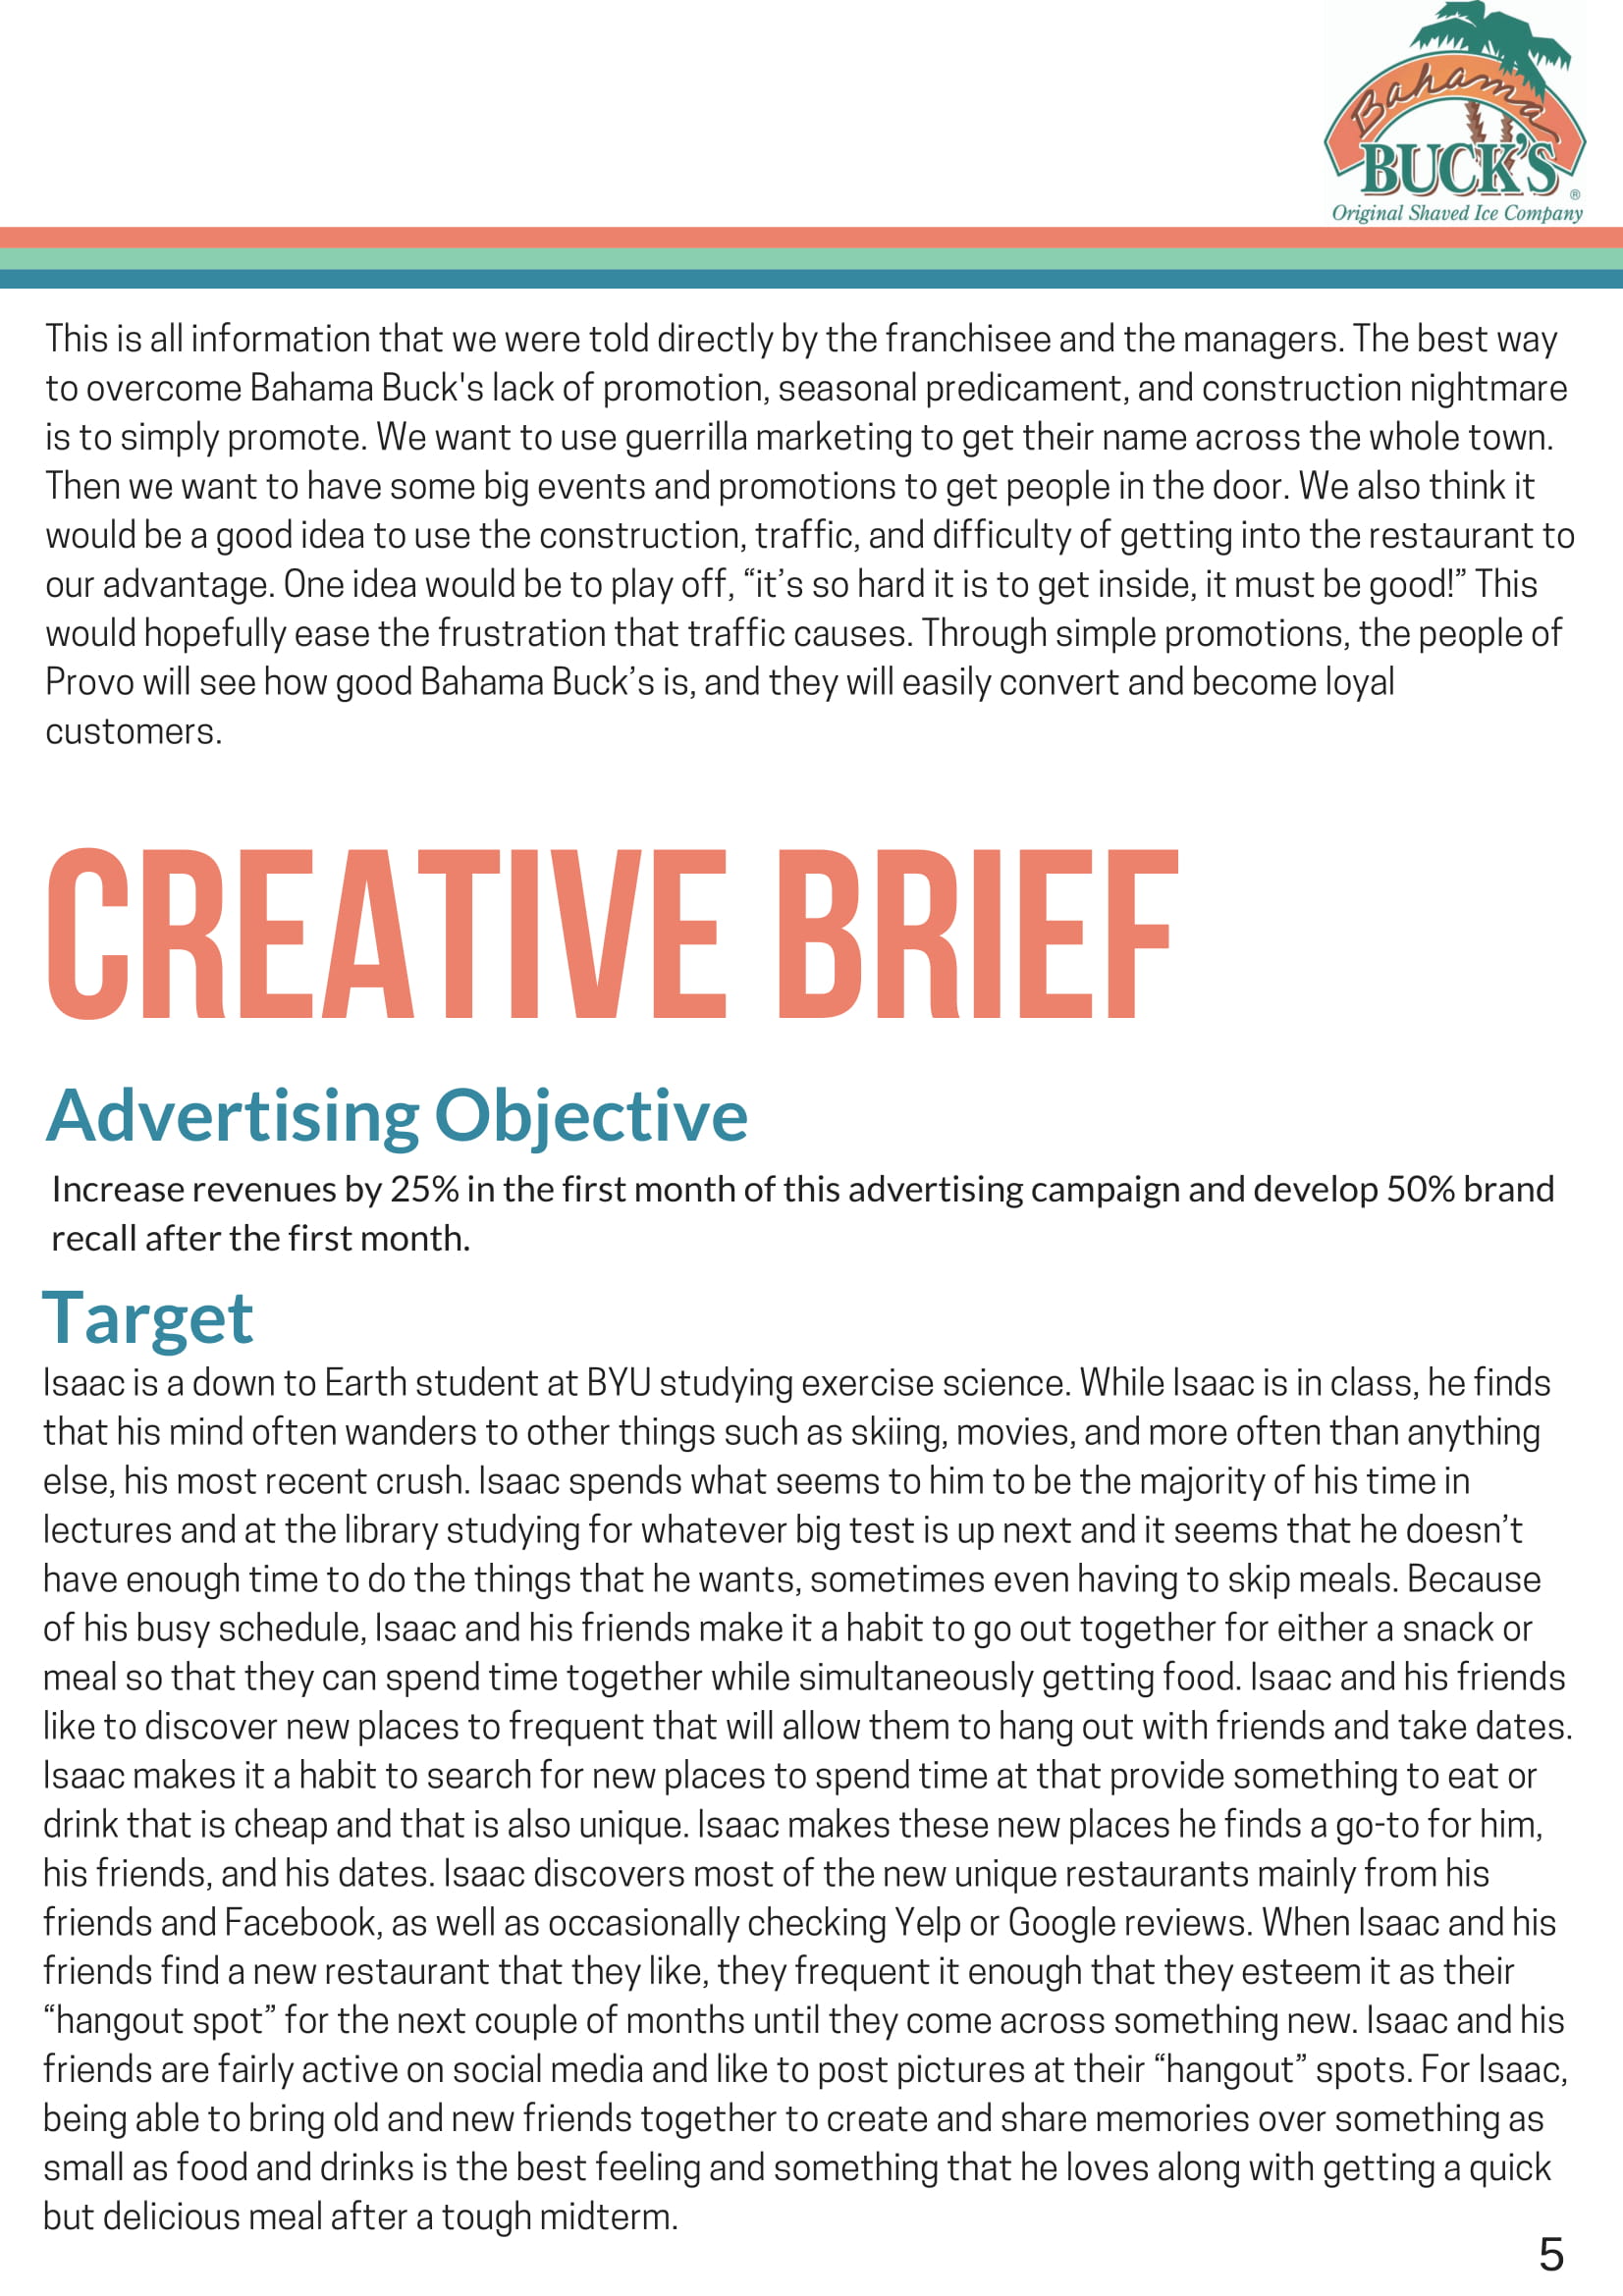 Bahama
BUCK'S
®
Original Shaved Ice Company
This is all information that we were told directly by the franchisee and the managers. The best way
to overcome Bahama Buck's lack of promotion, seasonal predicament, and construction nightmare
is to simply promote. We want to use guerrilla marketing to get their name across the whole town.
Then we want to have some big events and promotions to get people in the door. We also think it
would be a good idea to use the construction, traffic, and difficulty of getting into the restaurant to
our advantage. One idea would be to play off, “it’s so hard it is to get inside, it must be good!” This
would hopefully ease the frustration that traffic causes. Through simple promotions, the people of
Provo will see how good Bahama Buck’s is, and they will easily convert and become loyal
customers.
CREATIVE BRIEF
Advertising Objective
Increase revenues by 25% in the first month of this advertising campaign and develop 50% brand
recall after the first month.
Target
Isaac is a down to Earth student at BYU studying exercise science. While Isaac is in class, he finds
that his mind often wanders to other things such as skiing, movies, and more often than anything
else, his most recent crush. Isaac spends what seems to him to be the majority of his time in
lectures and at the library studying for whatever big test is up next and it seems that he doesn’t
have enough time to do the things that he wants, sometimes even having to skip meals. Because
of his busy schedule, Isaac and his friends make it a habit to go out together for either a snack or
meal so that they can spend time together while simultaneously getting food. Isaac and his friends
like to discover new places to frequent that will allow them to hang out with friends and take dates.
Isaac makes it a habit to search for new places to spend time at that provide something to eat or
drink that is cheap and that is also unique. Isaac makes these new places he finds a go-to for him,
his friends, and his dates. Isaac discovers most of the new unique restaurants mainly from his
friends and Facebook, as well as occasionally checking Yelp or Google reviews. When Isaac and his
friends find a new restaurant that they like, they frequent it enough that they esteem it as their
“hangout spot” for the next couple of months until they come across something new. Isaac and his
friends are fairly active on social media and like to post pictures at their “hangout” spots. For Isaac,
being able to bring old and new friends together to create and share memories over something as
small as food and drinks is the best feeling and something that he loves along with getting a quick
but delicious meal after a tough midterm.
5